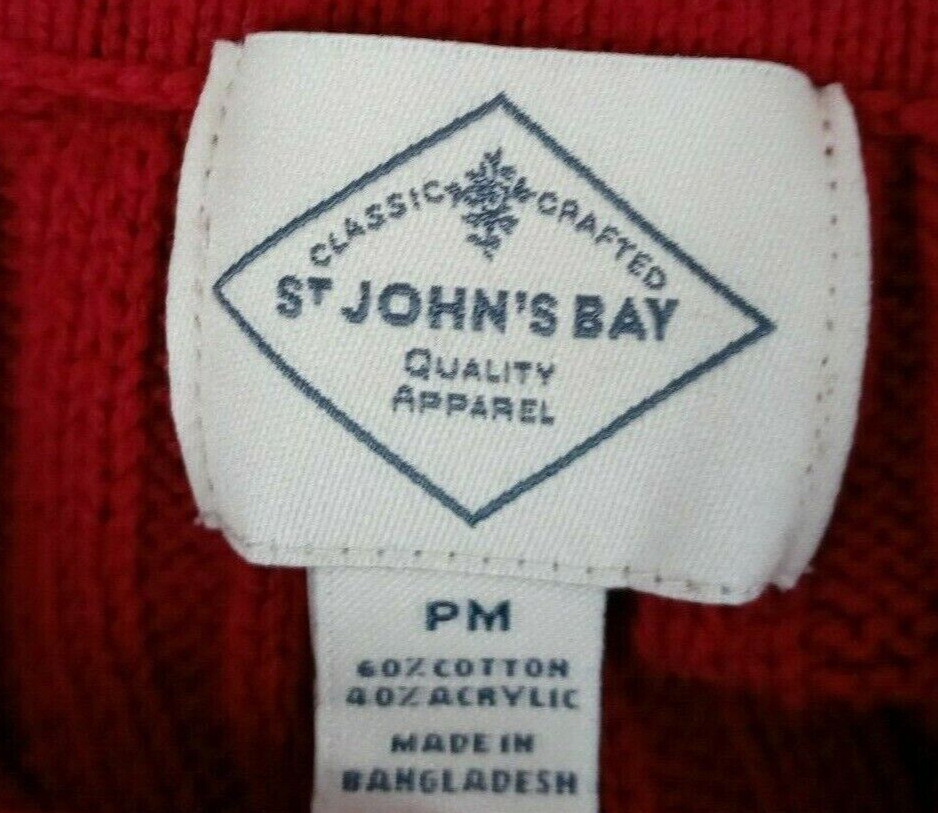 CLASSIC CRAFTED
ST JOHN'S BAY
QUALITY
APPAREL
PM
60% COTTON
40% ACRYLIC
MADE IN
BANGLADESH